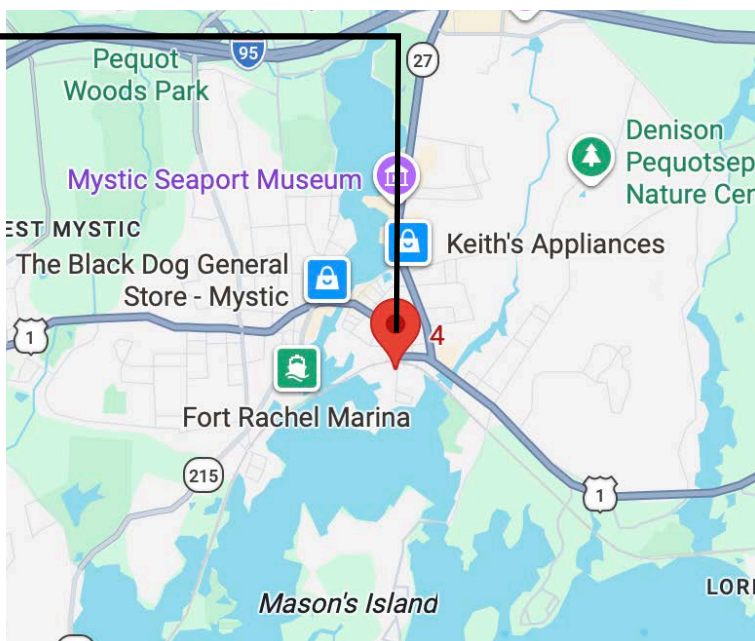 95
27
Pequot
Woods Park
Denison
Pequotsep
Nature Cen
Mystic Seaport Museum
EST MYSTIC
Keith's Appliances
The Black Dog General
Store - Mystic
1
4
Fort Rachel Marina
215
1
Mason's Island
LORI